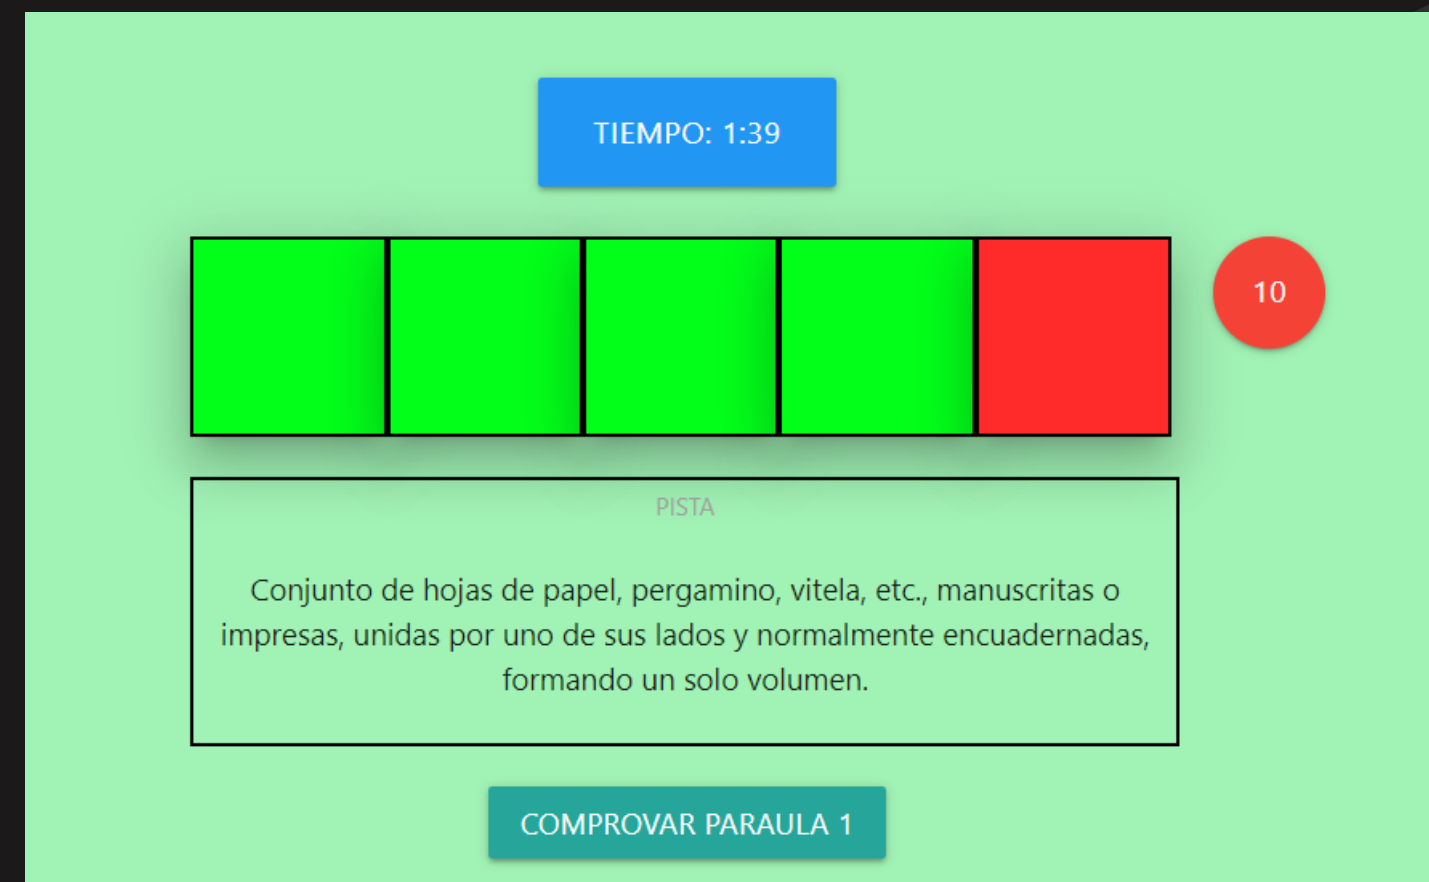 TIEMPO: 1:39
10
PISTA
Conjunto de hojas de papel, pergamino, vitela, etc., manuscritas o
impresas, unidas por uno de sus lados y normalmente encuadernadas,
formando un solo volumen.
COMPROVAR PARAULA 1